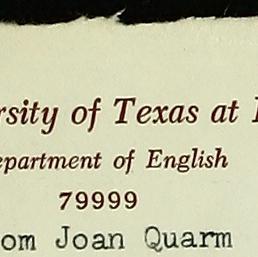 rsity of Texas at
epartment of English
79999
om Joan Quarm